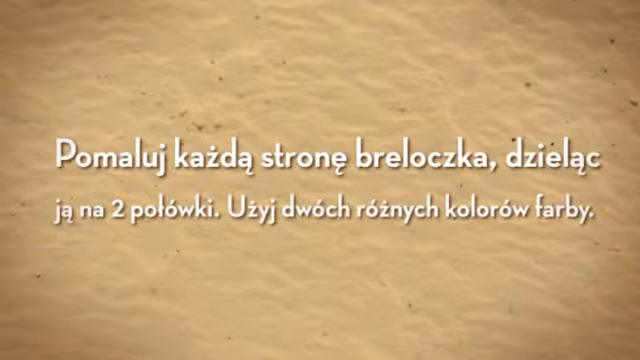 Pomaluj każdą stronę breloczka, dzieląc
ją na 2 połówki. Użyj dwóch różnych kolorów farby.